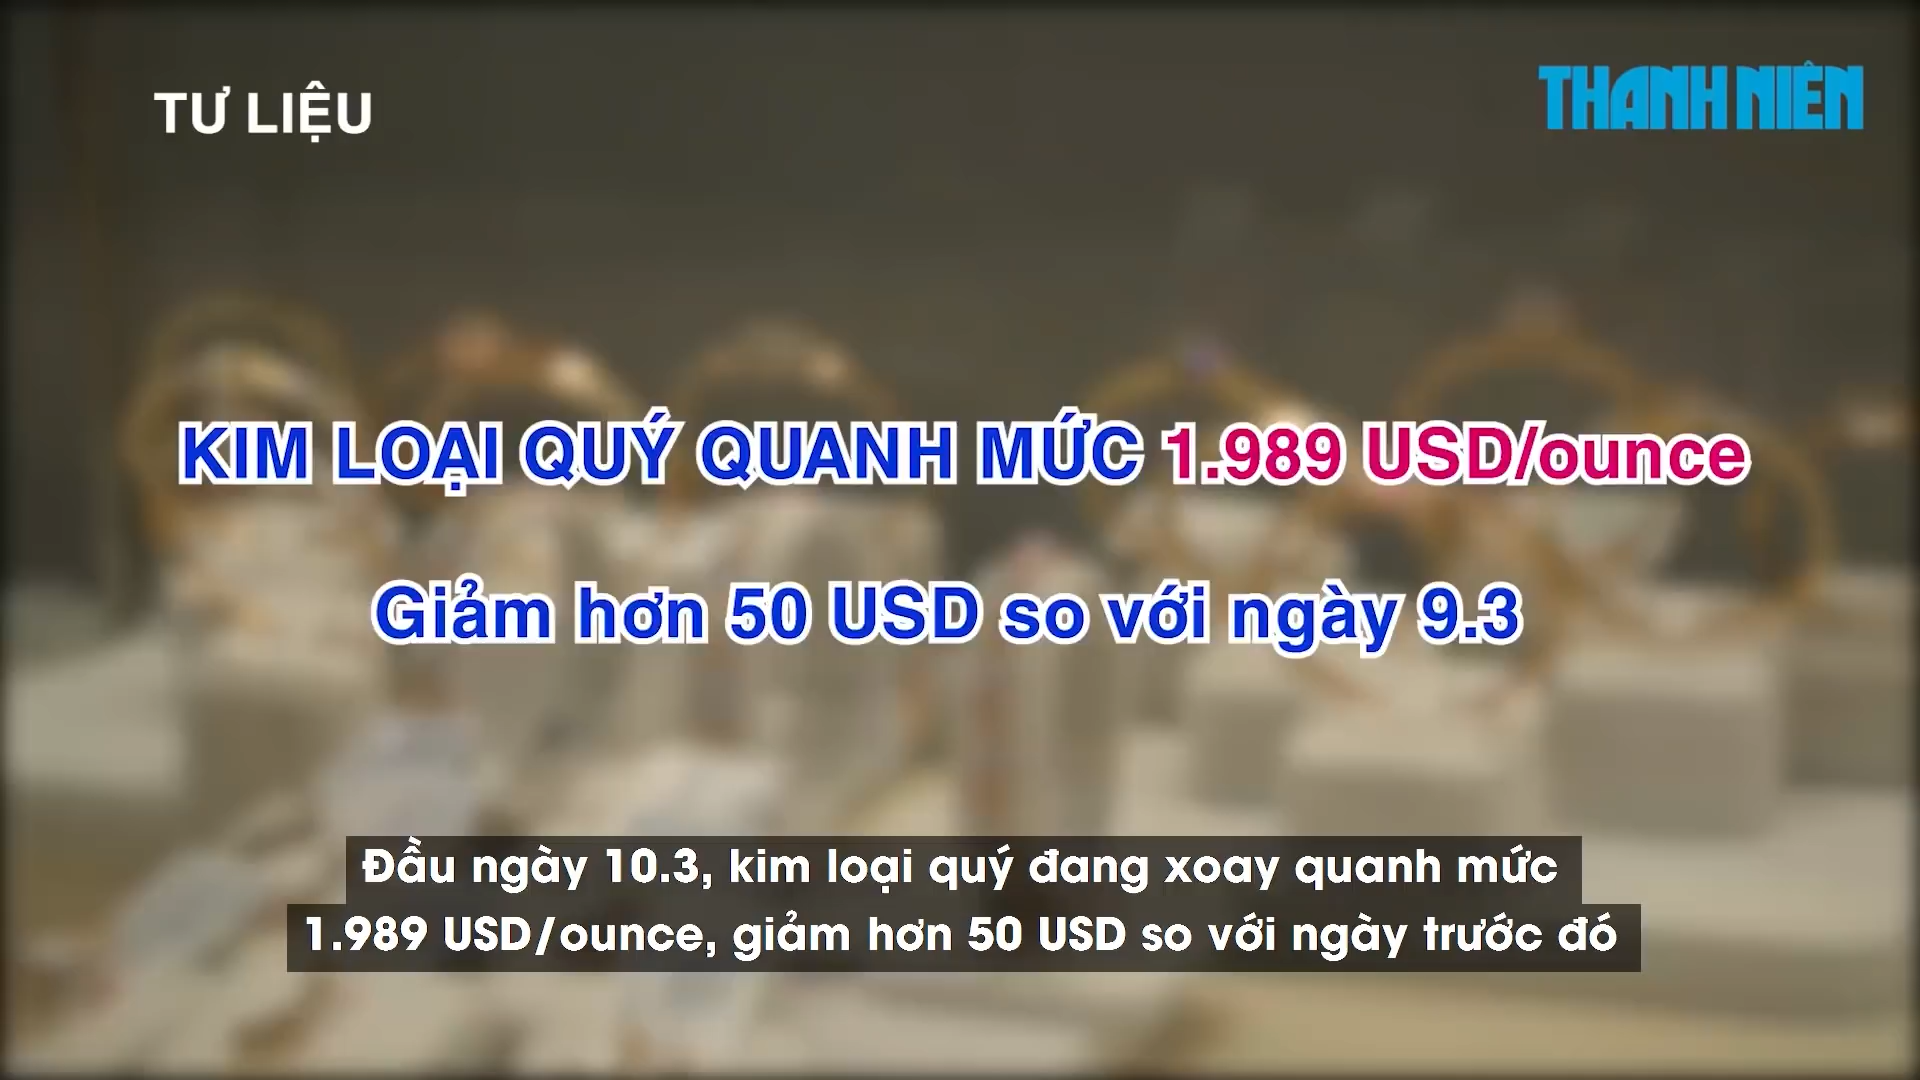 TƯ LIỆU
THANH NIÊN
KIM LOẠI QUÝ QUANH MỨC 1.989 USD/ounce
Giảm hơn 50 USD so với ngày 9.3
Đầu ngày 10.3, kim loại quý đang xoay quanh mức
1.989 USD/ounce, giảm hơn 50 USD so với ngày trước đó